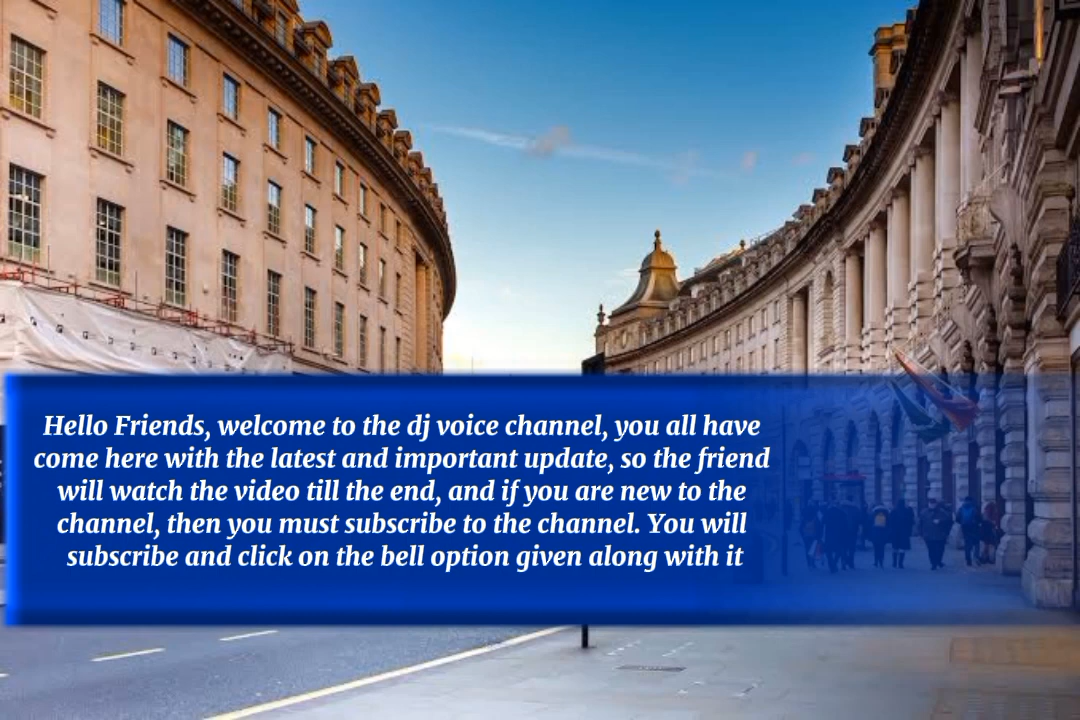 Hello Friends, welcome to the dj voice channel, you all have
come here with the latest and important update, so the friend
will watch the video till the end, and if you are new to the
channel, then you must subscribe to the channel. You will
subscribe and click on the bell option given along with it